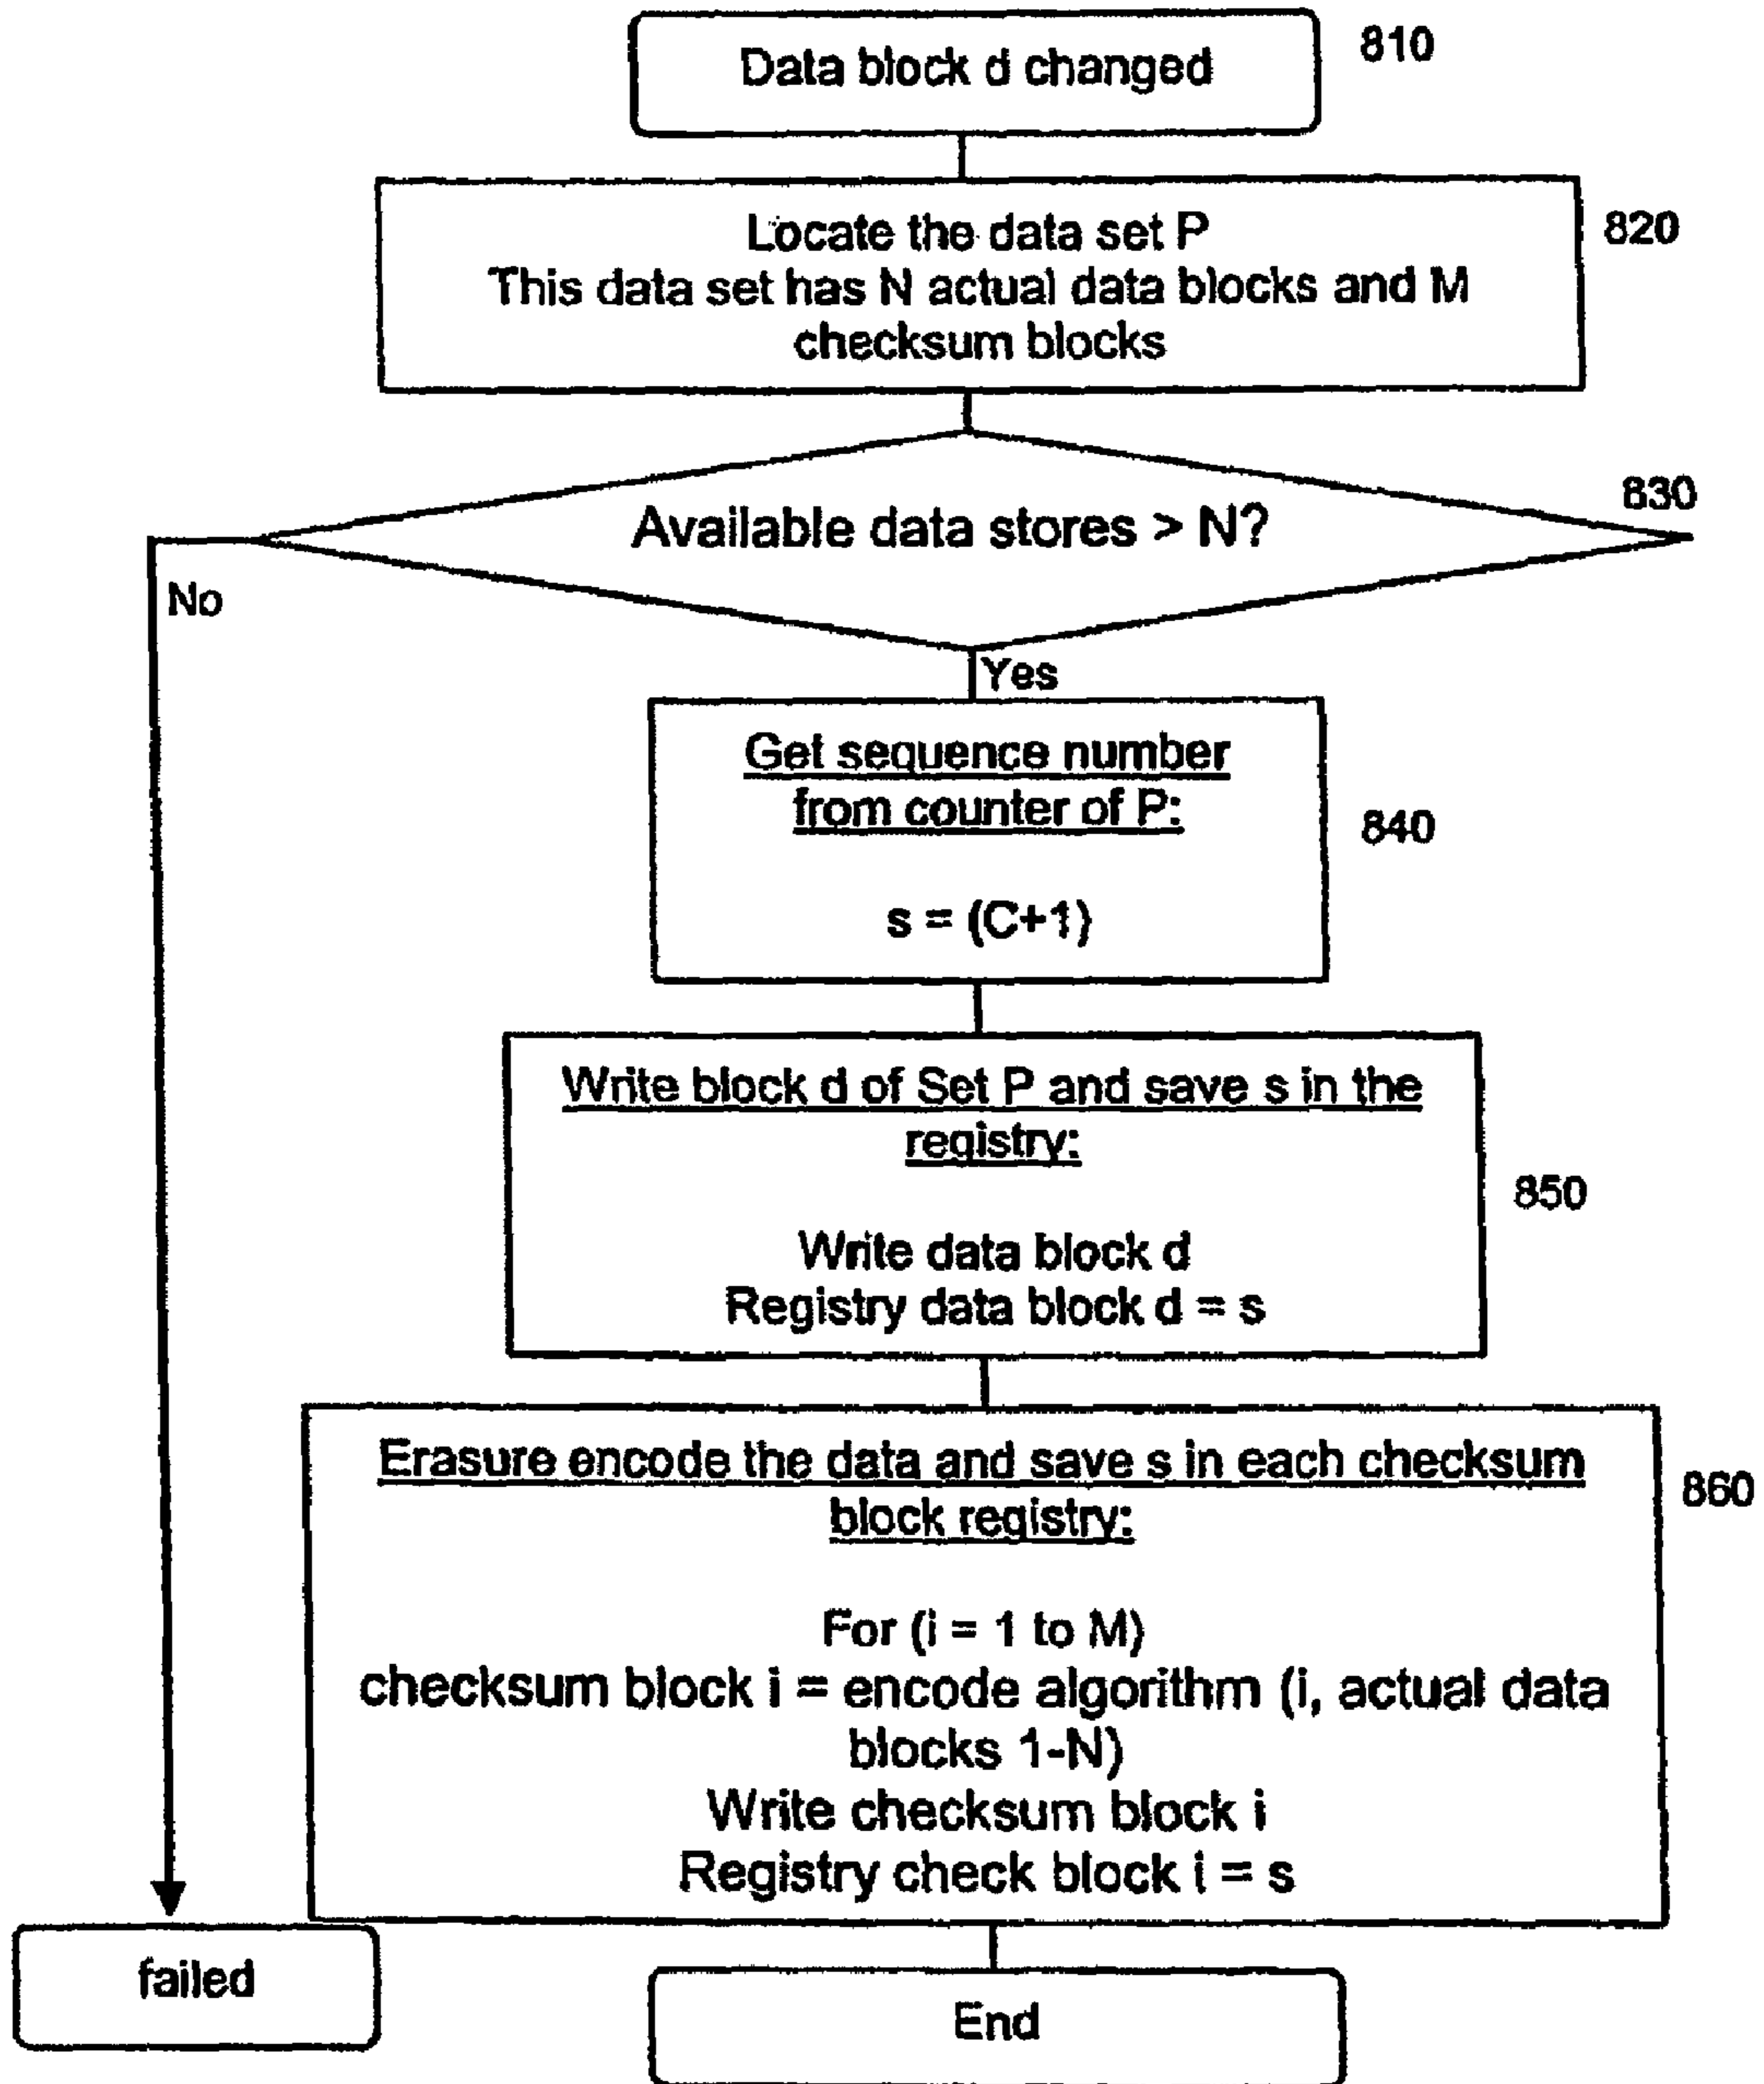 Data block d changed
810
Locate the data set P
820
This data set has N actual data blocks and M
checksum blocks
830
Available data stores > N?
No
Yes
Get sequence number
from counter of P:
840
s = (C+1)
Write block d of Set P and save s in the
registry:
850
Write data block d
Registry data block d = s
Erasure encode the data and save s in each checksum
860
block registry:
For (i = 1 to M)
checksum block i = encode algorithm (i, actual data
blocks 1-N)
Write checksum block i
Registry check block i = s
failed
End